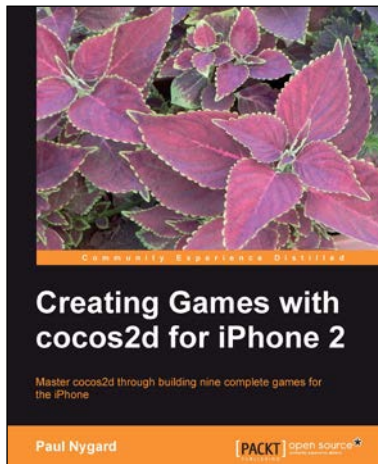 Community Experience Distilled
Creating Games with
cocos2d for iPhone 2
Master cocos2d through building nine complete games for
the iPhone
Paul Nygard
[PACKT] open source*
PUBLISHING